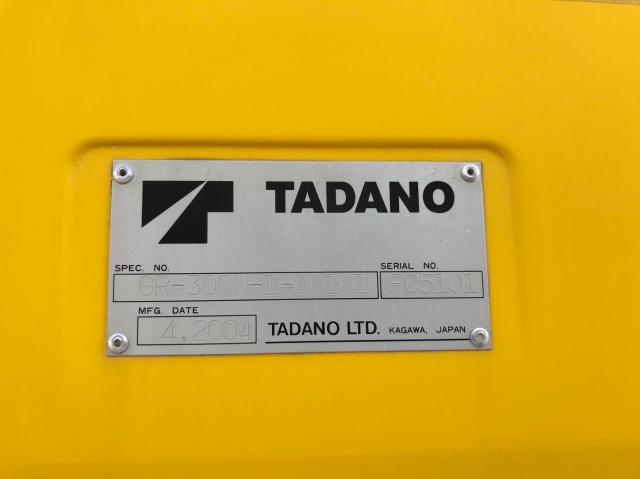 TADANO
SPEC. NO. SERIAL NO.
GR-300N-1-00101 FC5101
MFG. DATE
4.2004 TADANO LTD. KAGAWA, JAPAN